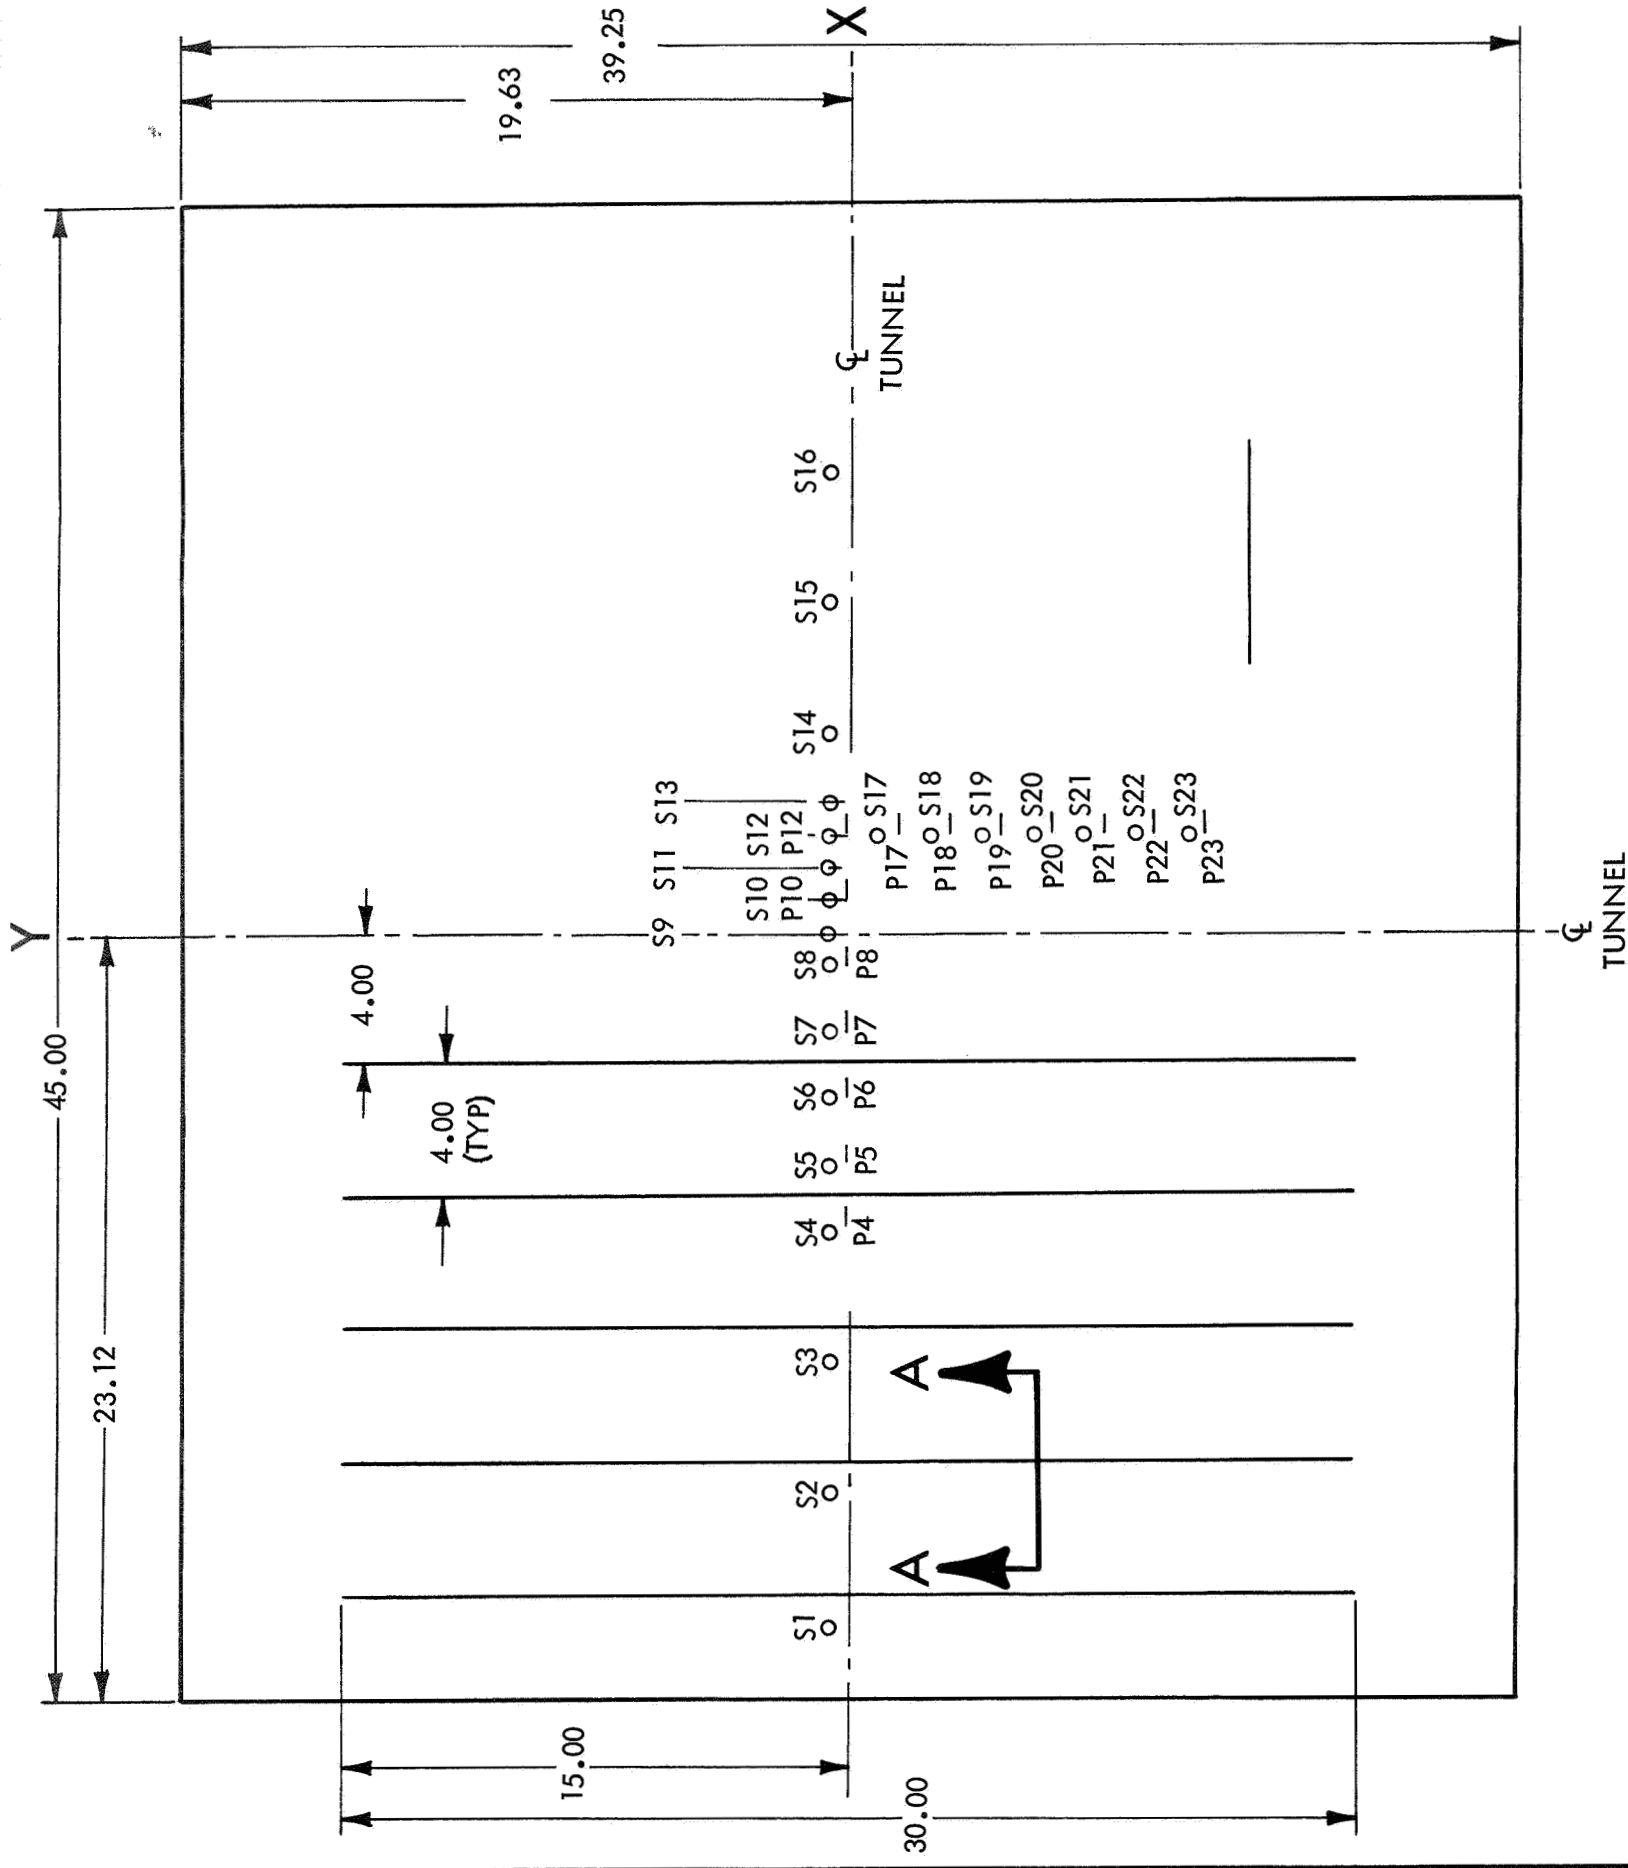 Y
45.00
23.12
4.00
4.00
(TYP)
39.25
19.63
X
S13
S11
S9
S12
S10
P12
P10
S1
S2
S3
S4
S5
S6
S7
S8
S14
S15
S16
P4
P5
P6
P7
P8
℄
TUNNEL
S17
P17
S18
P18
S19
P19
S20
P20
S21
P21
S22
P22
S23
P23
A
A
15.00
30.00
℄
TUNNEL